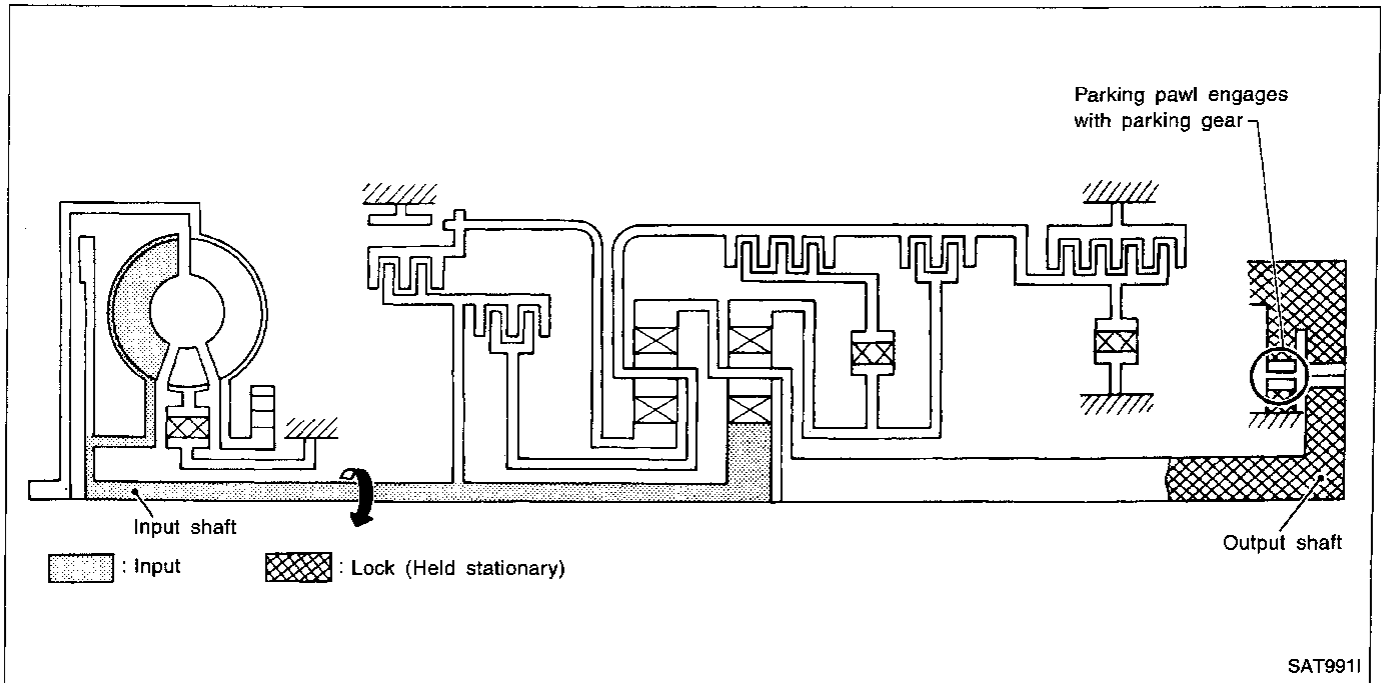 Parking pawl engages
with parking gear
Input shaft
Output shaft
: Input
: Lock (Held stationary)
SAT991I